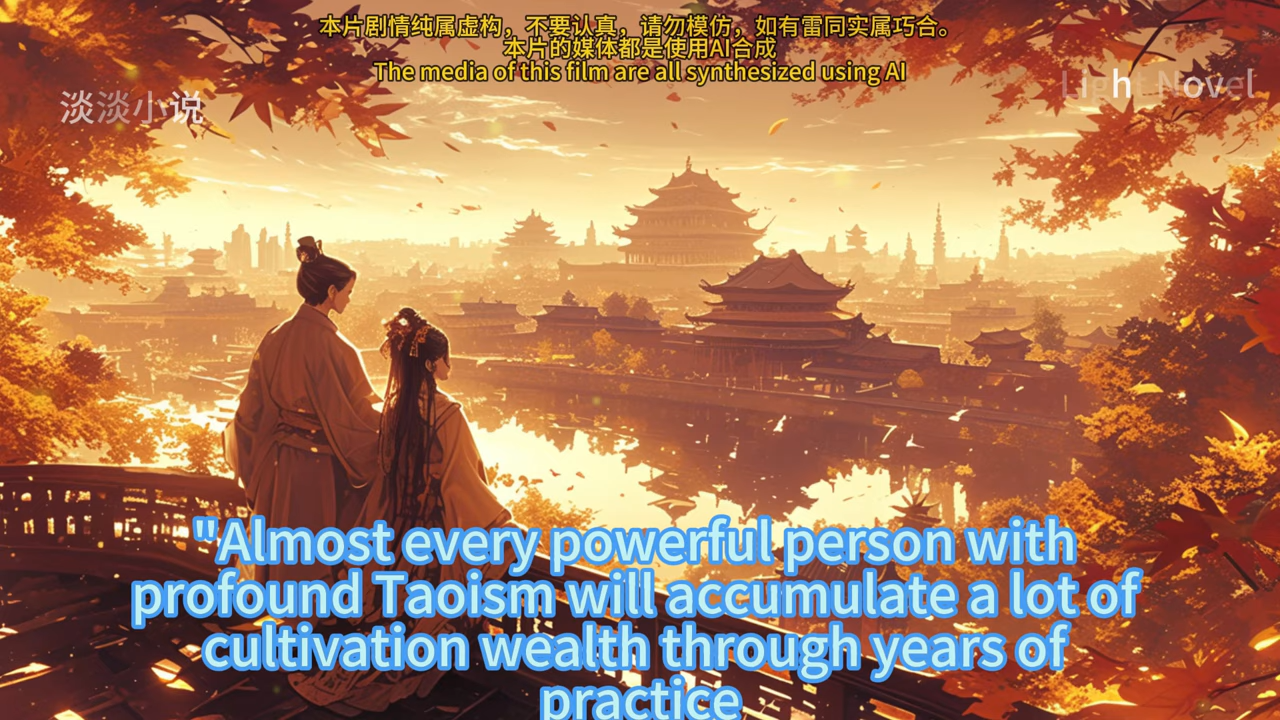 本片剧情纯属虚构，不要认真，请勿模仿，如有雷同实属巧合。
本片的媒体都是使用AI合成
The media of this film are all synthesized using AI
淡淡小说
Light Novel
"Almost every powerful person with
profound Taoism will accumulate a lot of
cultivation wealth through years of
practice